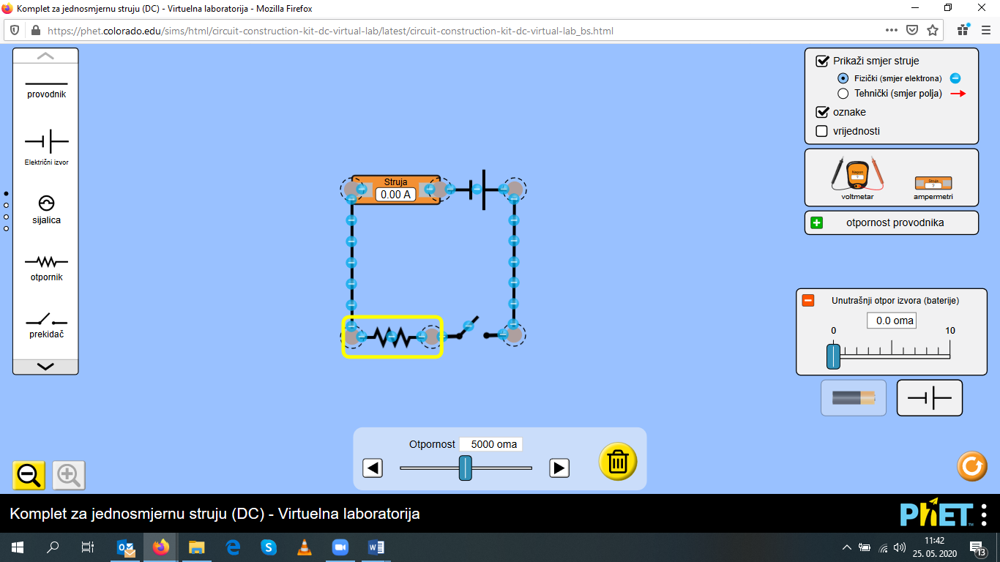 Komplet za jednosmjernu struju (DC) - Virtuelna laboratorija - Mozilla Firefox
https://phet.colorado.edu/sims/html/circuit-construction-kit-dc-virtual-lab/latest/circuit-construction-kit-dc-virtual-lab_bs.html
provodnik
Električni izvor
sijalica
otpornik
prekidač
Struja
0.00 A
Prikaži smjer struje
Fizički (smjer elektrona)
Tehnički (smjer polja)
oznake
vrijednosti
Napon
?
voltmetar
Struja
?
ampermetri
otpornost provodnika
Unutrašnji otpor izvora (baterije)
0.0 oma
0
10
Otpornost
5000 oma
Komplet za jednosmjernu struju (DC) - Virtuelna laboratorija
PhET
11:42
25. 05. 2020
13